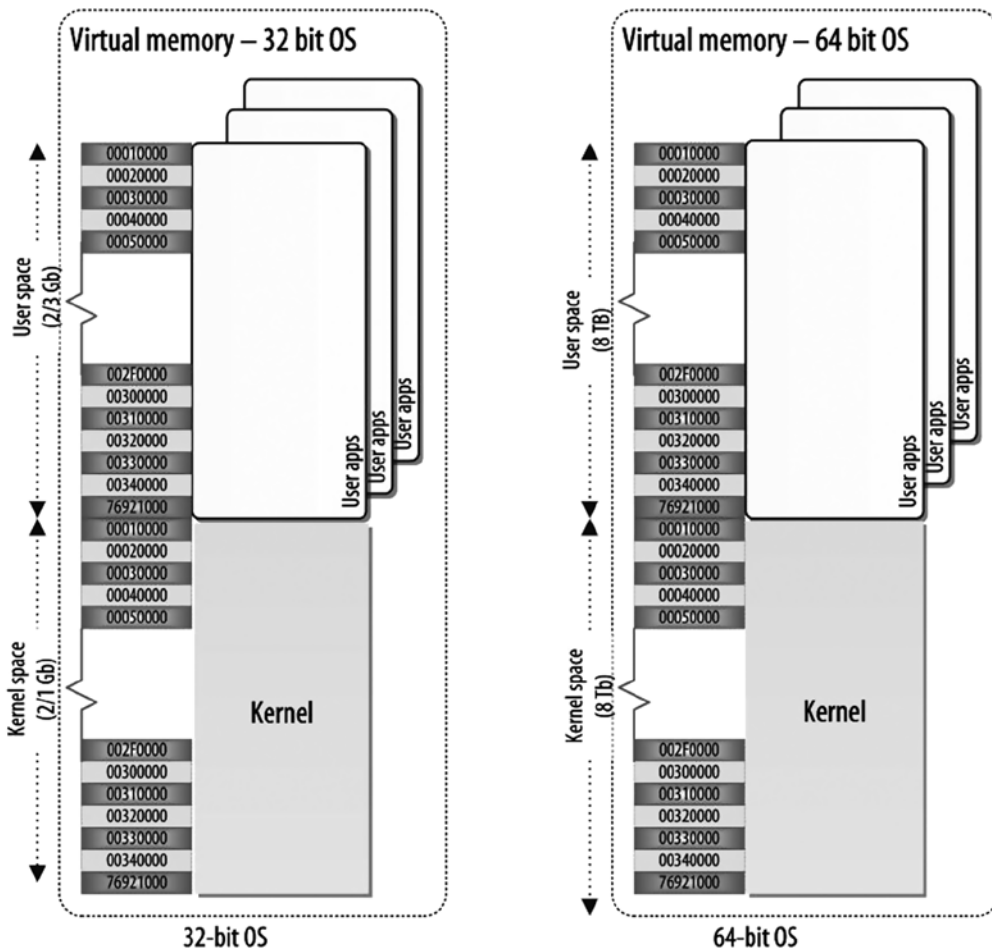 Virtual memory – 32 bit OS
00010000
00020000
00030000
00040000
00050000
002F0000
00300000
00310000
00320000
00330000
00340000
76921000
00010000
00020000
00030000
00040000
00050000
002F0000
00300000
00310000
00320000
00330000
00340000
76921000
User space
(2/3 Gb)
Kernel space
(2/1 Gb)
User apps
User apps
User apps
Kernel
32-bit OS
Virtual memory – 64 bit OS
00010000
00020000
00030000
00040000
00050000
002F0000
00300000
00310000
00320000
00330000
00340000
76921000
00010000
00020000
00030000
00040000
00050000
002F0000
00300000
00310000
00320000
00330000
00340000
76921000
User space
(8 TB)
Kernel space
(8 Tb)
User apps
User apps
User apps
Kernel
64-bit OS